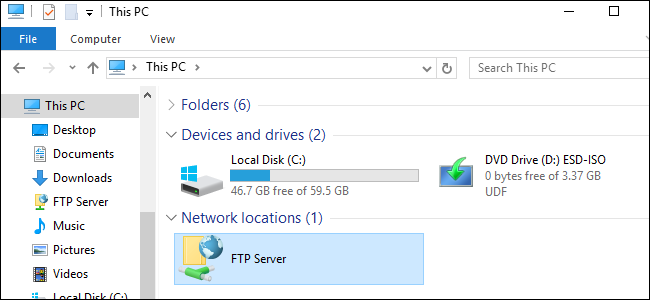 This PC
File
Computer
View
This PC
Search This PC
This PC
Desktop
Documents
Downloads
FTP Server
Music
Pictures
Videos
Local Disk (C:)
Folders (6)
Devices and drives (2)
Local Disk (C:)
46.7 GB free of 59.5 GB
DVD Drive (D:) ESD-ISO
0 bytes free of 3.37 GB
UDF
Network locations (1)
FTP Server